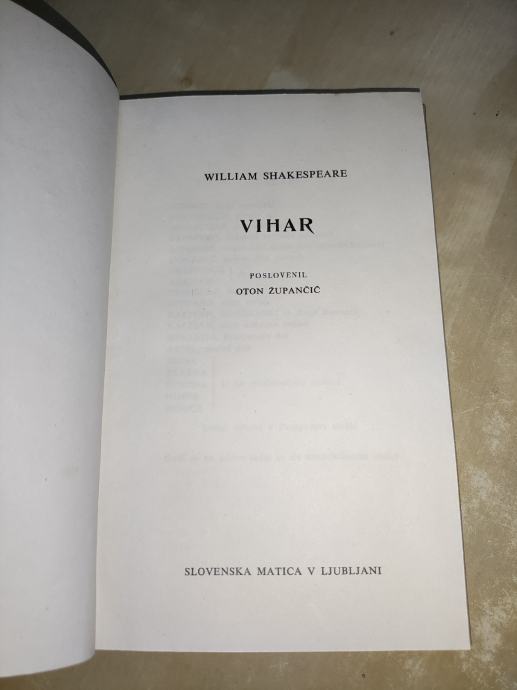 WILLIAM SHAKESPEARE
VIHAR
POSLOVENIL
OTON ŽUPANČIČ
SLOVENSKA MATICA V LJUBLJANI